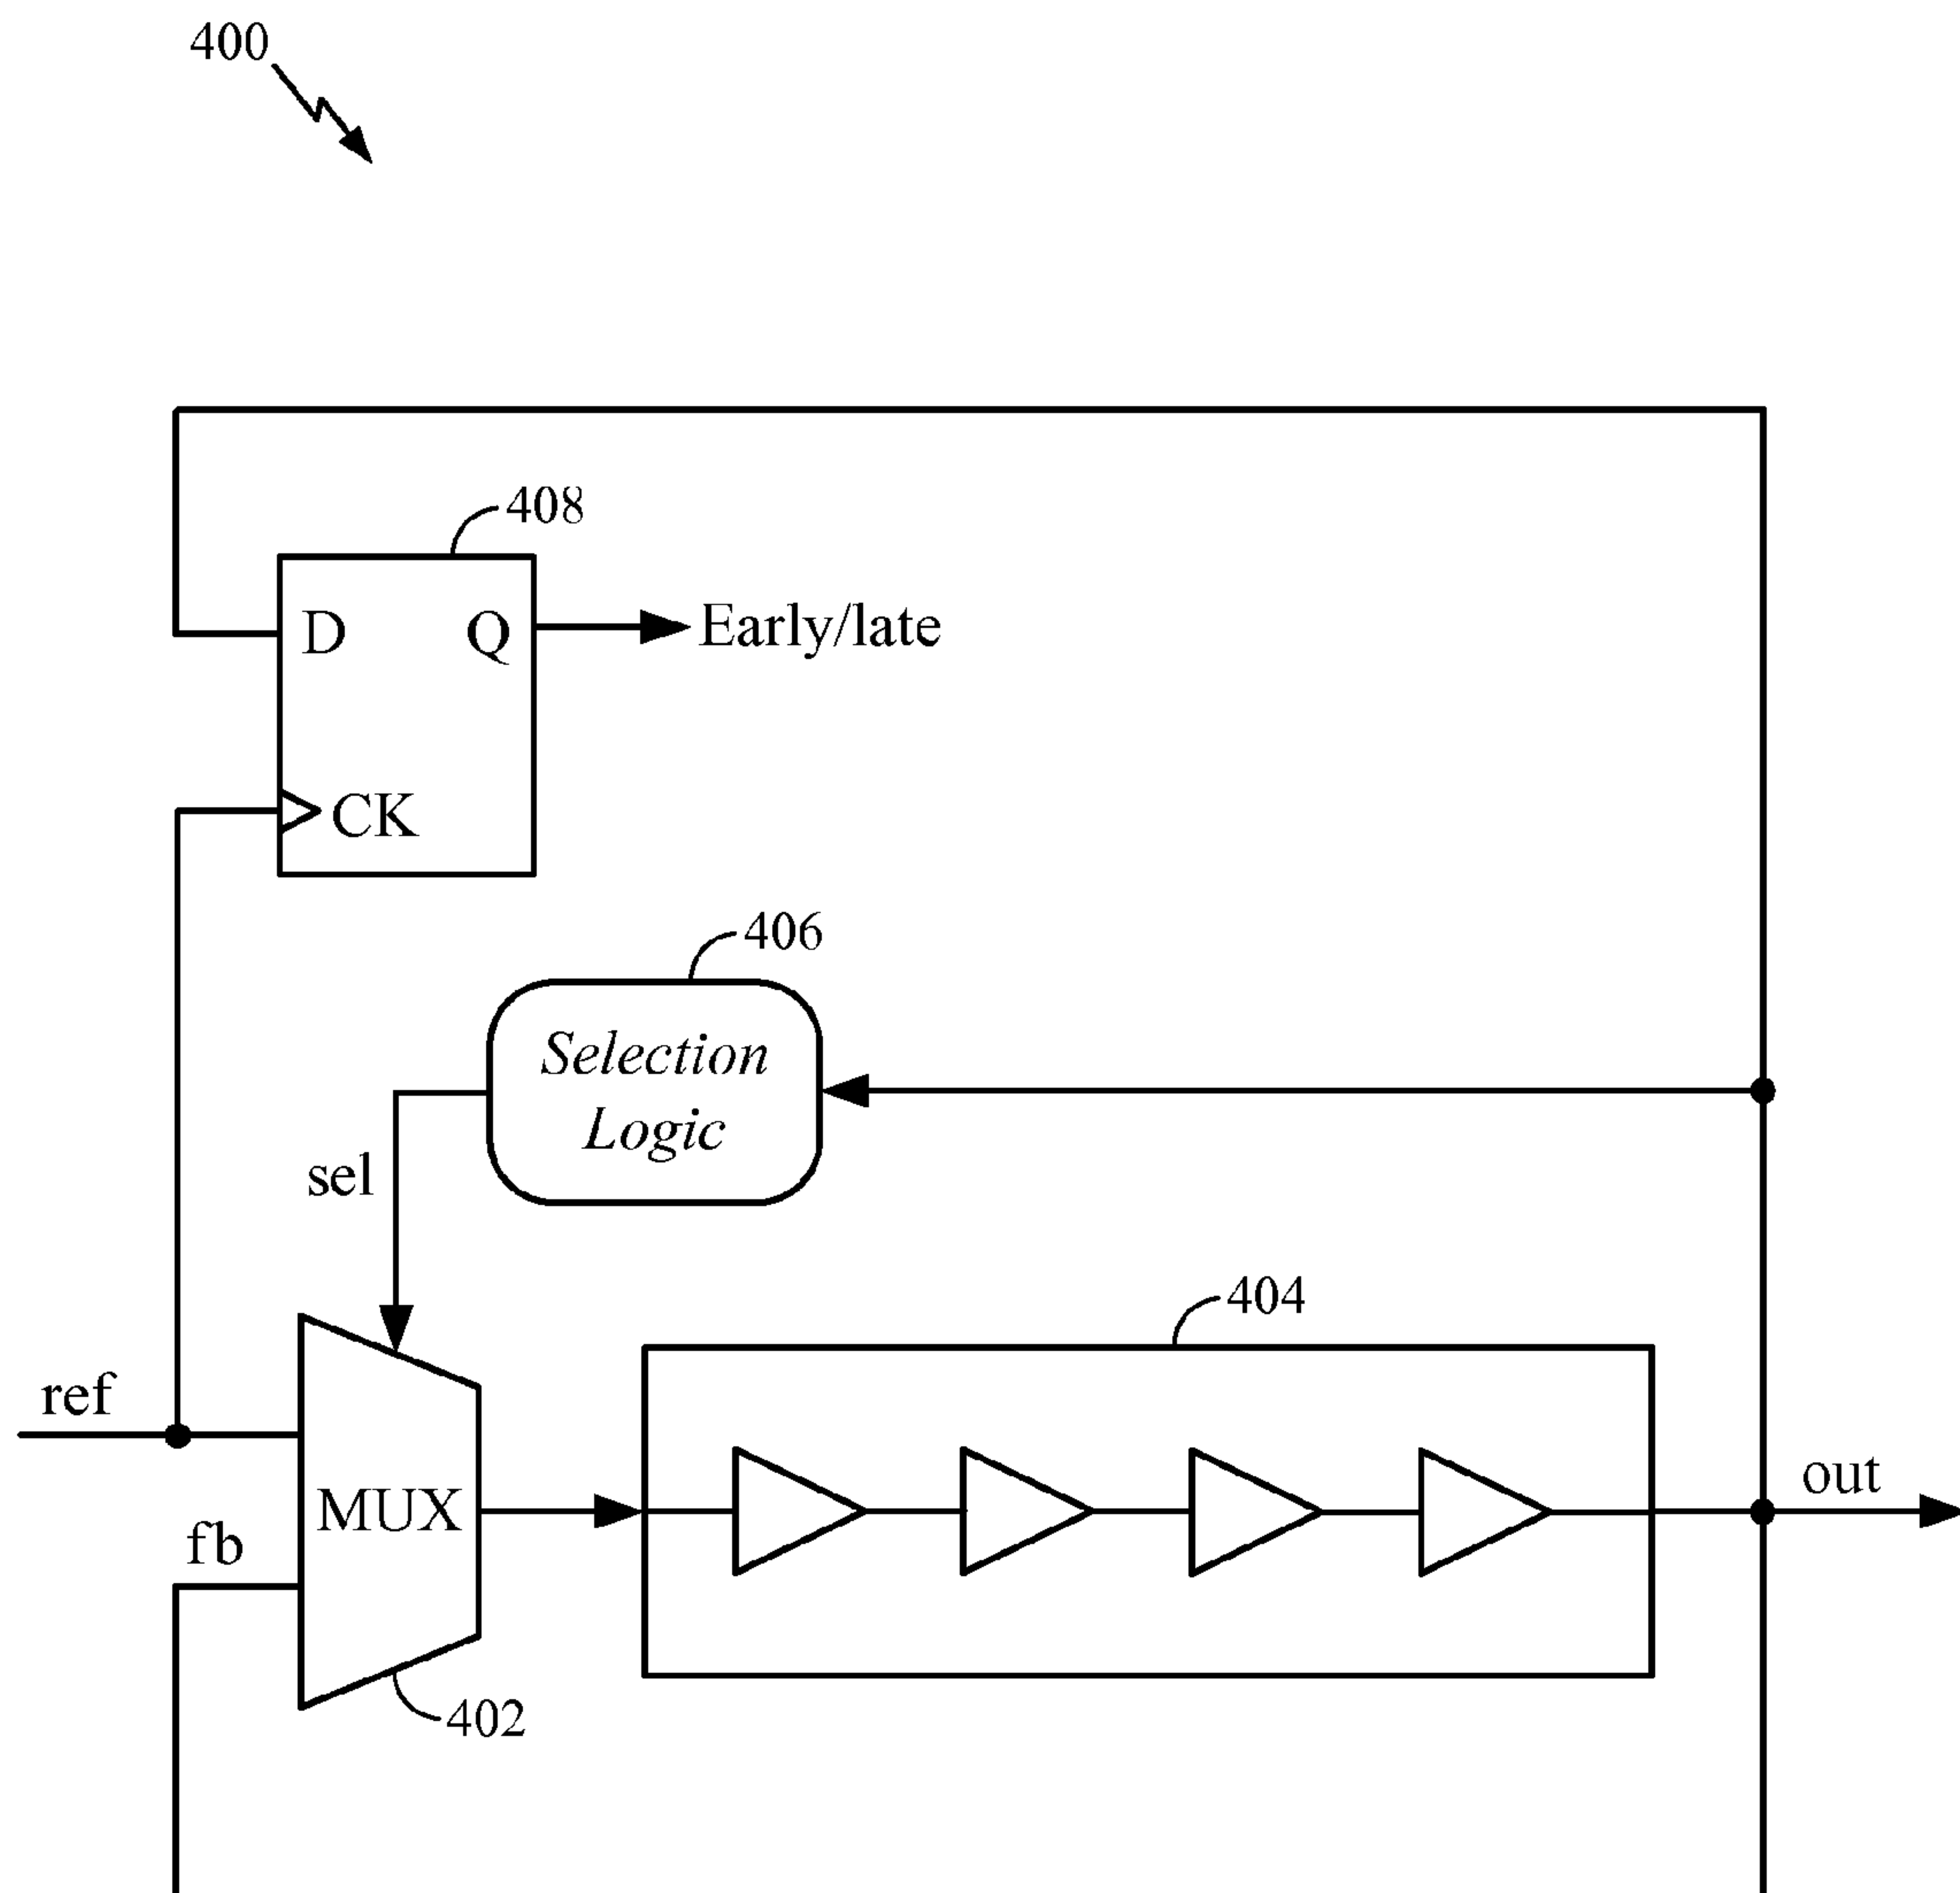 400
408
D
Q
Early/late
CK
406
Selection
Logic
sel
404
ref
out
MUX
fb
402